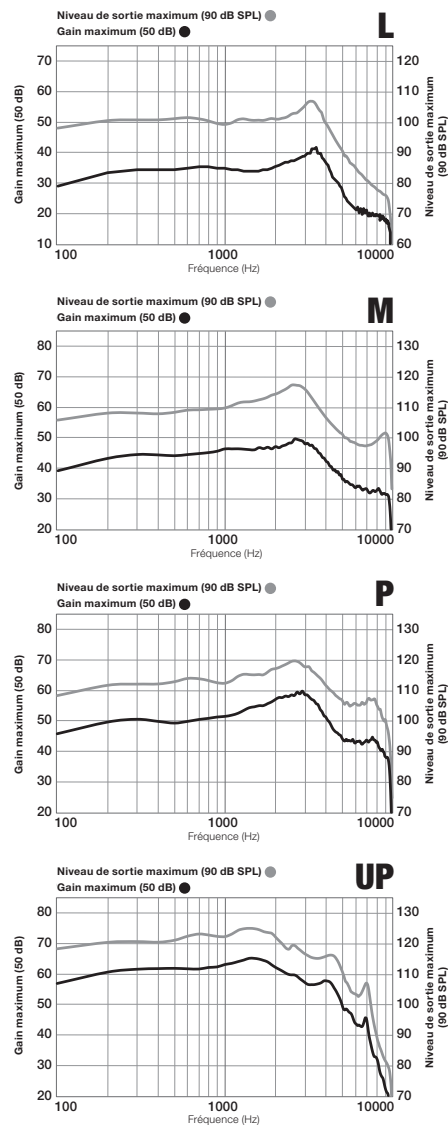 Niveau de sortie maximum (90 dB SPL)
Gain maximum (50 dB)
L
Gain maximum (50 dB)
70
60
50
40
30
20
10
120
110
100
90
80
70
60
Niveau de sortie maximum
(90 dB SPL)
100
1000
10000
Fréquence (Hz)
Niveau de sortie maximum (90 dB SPL)
Gain maximum (50 dB)
M
Gain maximum (50 dB)
80
70
60
50
40
30
20
130
120
110
100
90
80
70
Niveau de sortie maximum
(90 dB SPL)
100
1000
10000
Fréquence (Hz)
Niveau de sortie maximum (90 dB SPL)
Gain maximum (50 dB)
P
Gain maximum (50 dB)
80
70
60
50
40
30
20
130
120
110
100
90
80
70
Niveau de sortie maximum
(90 dB SPL)
100
1000
10000
Fréquence (Hz)
Niveau de sortie maximum (90 dB SPL)
Gain maximum (50 dB)
UP
Gain maximum (50 dB)
80
70
60
50
40
30
20
130
120
110
100
90
80
70
Niveau de sortie maximum
(90 dB SPL)
100
1000
10000
Fréquence (Hz)